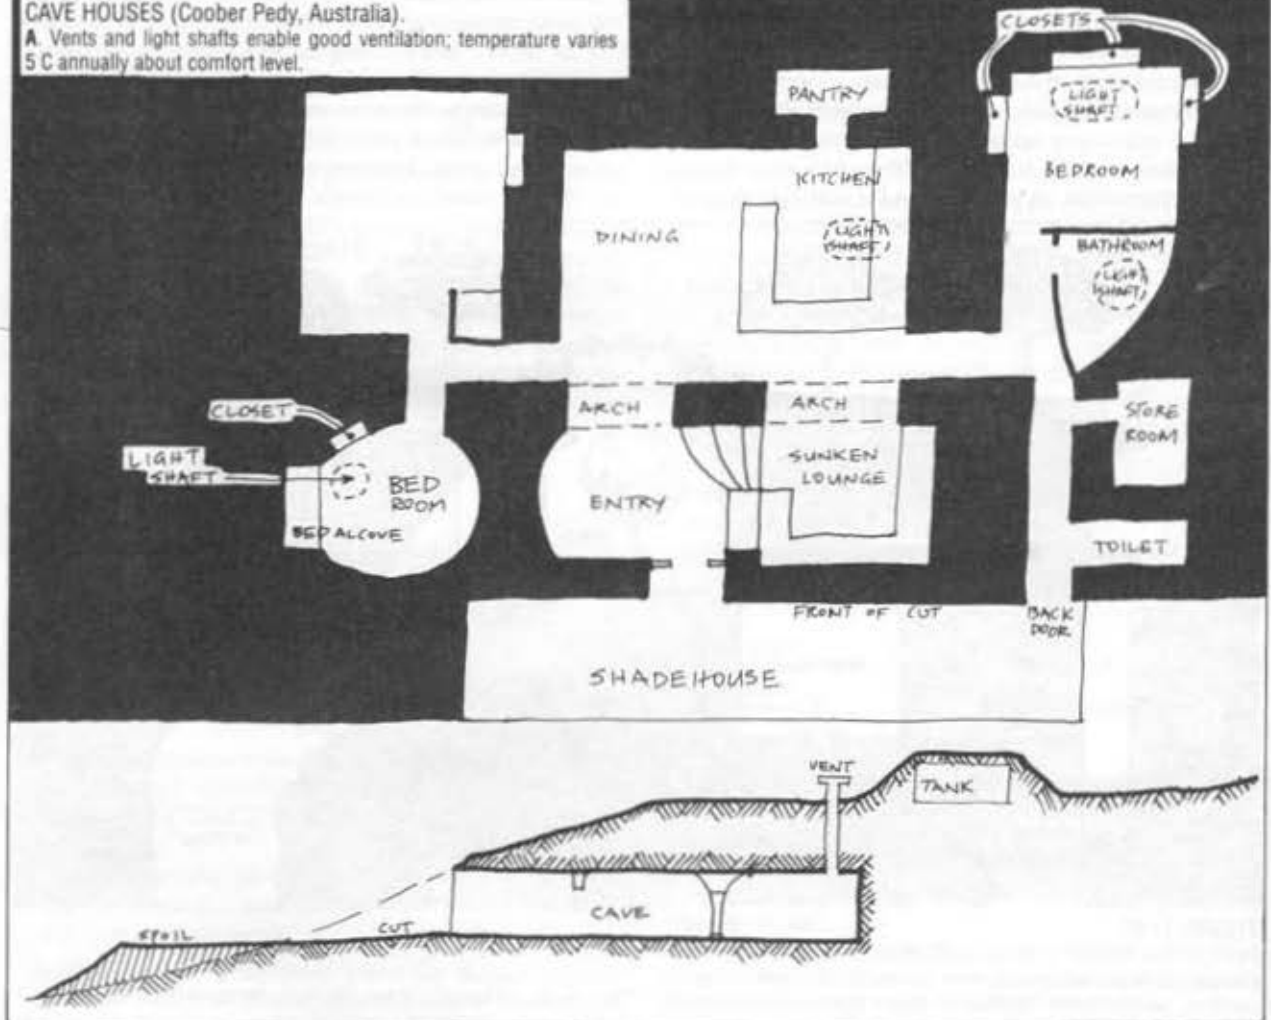 CAVE HOUSES (Coober Pedy, Australia).
A. Vents and light shafts enable good ventilation; temperature varies
5 C annually about comfort level.
CLOSETS
PANTRY
LIGHT
SHAFT
KITCHEN
BEDROOM
DINING
LIGHT
SHAFT
BATHROOM
LIGHT
SHAFT
CLOSET
ARCH
ARCH
STORE
ROOM
LIGHT
SHAFT
SUNKEN
LOUNGE
BED
ROOM
ENTRY
BED ALCOVE
TOILET
FRONT OF CUT
BACK
DOOR
SHADEHOUSE
VENT
TANK
CAVE
SPOIL
CUT